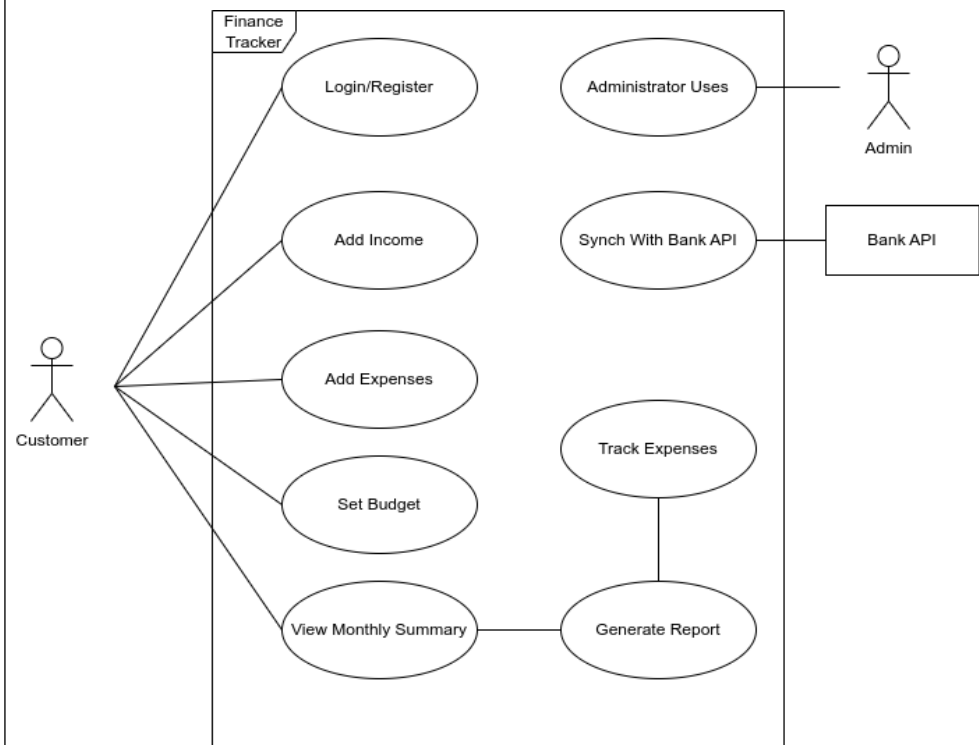 Finance
Tracker
Login/Register
Administrator Uses
Admin
Add Income
Synch With Bank API
Bank API
Add Expenses
Customer
Track Expenses
Set Budget
View Monthly Summary
Generate Report